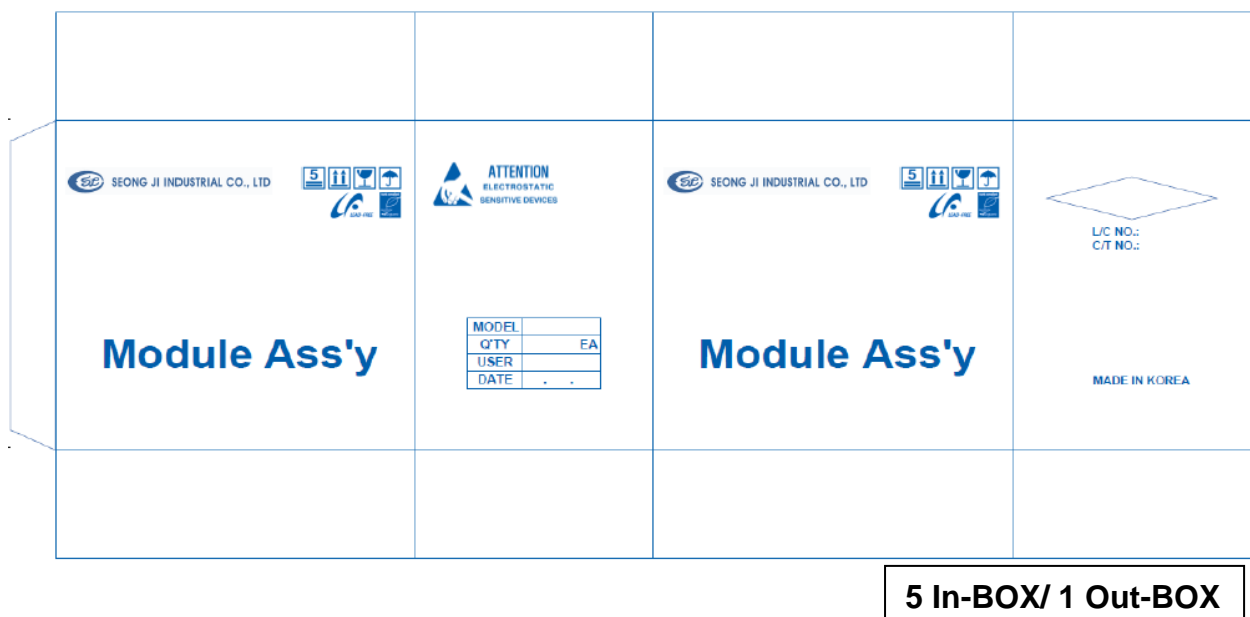 SEONG JI INDUSTRIAL CO., LTD
5
LEAD-FREE
Module Ass'y
ATTENTION
ELECTROSTATIC
SENSITIVE DEVICES
MODEL
Q'TY EA
USER
DATE . .
SEONG JI INDUSTRIAL CO., LTD
5
LEAD-FREE
Module Ass'y
L/C NO.:
C/T NO.:
MADE IN KOREA
5 In-BOX/ 1 Out-BOX